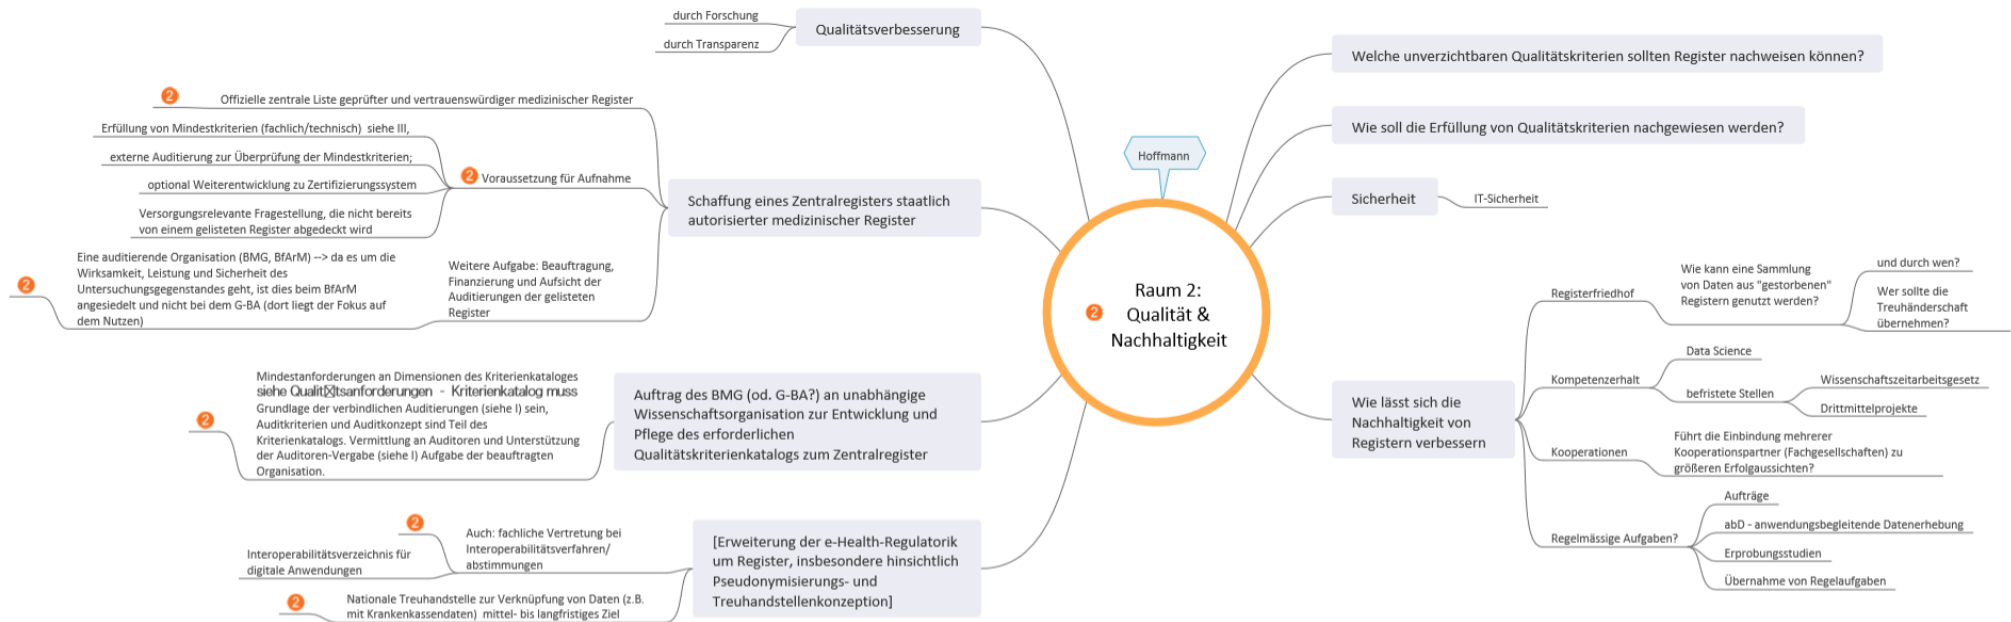 durch Forschung
durch Transparenz
Qualitätsverbesserung
2
Offizielle zentrale Liste geprüfter und vertrauenswürdiger medizinischer Register
Erfüllung von Mindestkriterien (fachlich/technisch) siehe III,
externe Auditierung zur Überprüfung der Mindestkriterien;
optional Weiterentwicklung zu Zertifizierungssystem
Versorgungsrelevante Fragestellung, die nicht bereits
von einem gelisteten Register abgedeckt wird
2
Voraussetzung für Aufnahme
2
Eine auditierende Organisation (BMG, BfArM) --> da es um die
Wirksamkeit, Leistung und Sicherheit des
Untersuchungsgegenstandes geht, ist dies beim BfArM
angesiedelt und nicht bei dem G-BA (dort liegt der Fokus auf
dem Nutzen)
Weitere Aufgabe: Beauftragung,
Finanzierung und Aufsicht der
Auditierungen der gelisteten
Register
Schaffung eines Zentralregisters staatlich
autorisierter medizinischer Register
2
Mindestanforderungen an Dimensionen des Kriterienkataloges
siehe Qualit☒tsanforderungen - Kriterienkatalog muss
Grundlage der verbindlichen Auditierungen (siehe I) sein,
Auditkriterien und Auditkonzept sind Teil des
Kriterienkatalogs. Vermittlung an Auditoren und Unterstützung
der Auditoren-Vergabe (siehe I) Aufgabe der beauftragten
Organisation.
Auftrag des BMG (od. G-BA?) an unabhängige
Wissenschaftsorganisation zur Entwicklung und
Pflege des erforderlichen
Qualitätskriterienkatalogs zum Zentralregister
2
Interoperabilitätsverzeichnis für
digitale Anwendungen
Auch: fachliche Vertretung bei
Interoperabilitätsverfahren/
abstimmungen
2
Nationale Treuhandstelle zur Verknüpfung von Daten (z.B.
mit Krankenkassendaten) mittel- bis langfristiges Ziel
[Erweiterung der e-Health-Regulatorik
um Register, insbesondere hinsichtlich
Pseudonymisierungs- und
Treuhandstellenkonzeption]
Hoffmann
2
Raum 2:
Qualität &
Nachhaltigkeit
Welche unverzichtbaren Qualitätskriterien sollten Register nachweisen können?
Wie soll die Erfüllung von Qualitätskriterien nachgewiesen werden?
Sicherheit
IT-Sicherheit
Wie lässt sich die
Nachhaltigkeit von
Registern verbessern
Registerfriedhof
Wie kann eine Sammlung
von Daten aus "gestorbenen"
Registern genutzt werden?
und durch wen?
Wer sollte die
Treuhänderschaft
übernehmen?
Kompetenzerhalt
Data Science
befristete Stellen
Wissenschaftszeitarbeitsgesetz
Drittmittelprojekte
Kooperationen
Führt die Einbindung mehrerer
Kooperationspartner (Fachgesellschaften) zu
größeren Erfolgaussichten?
Regelmässige Aufgaben?
Aufträge
abD - anwendungsbegleitende Datenerhebung
Erprobungsstudien
Übernahme von Regelaufgaben